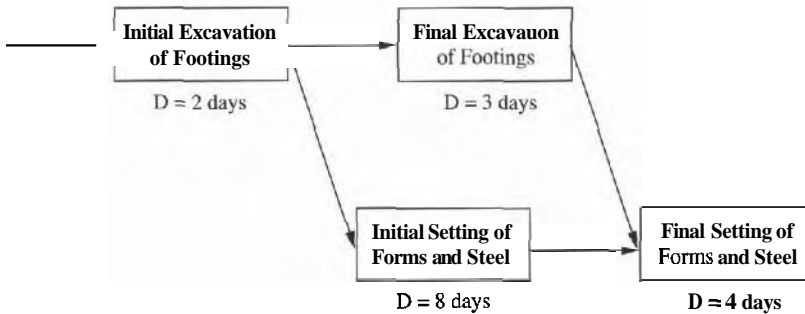 Initial Excavation
of Footings
D = 2 days
Final Excavauon
of Footings
D = 3 days
Initial Setting of
Forms and Steel
D = 8 days
Final Setting of
Forms and Steel
D = 4 days